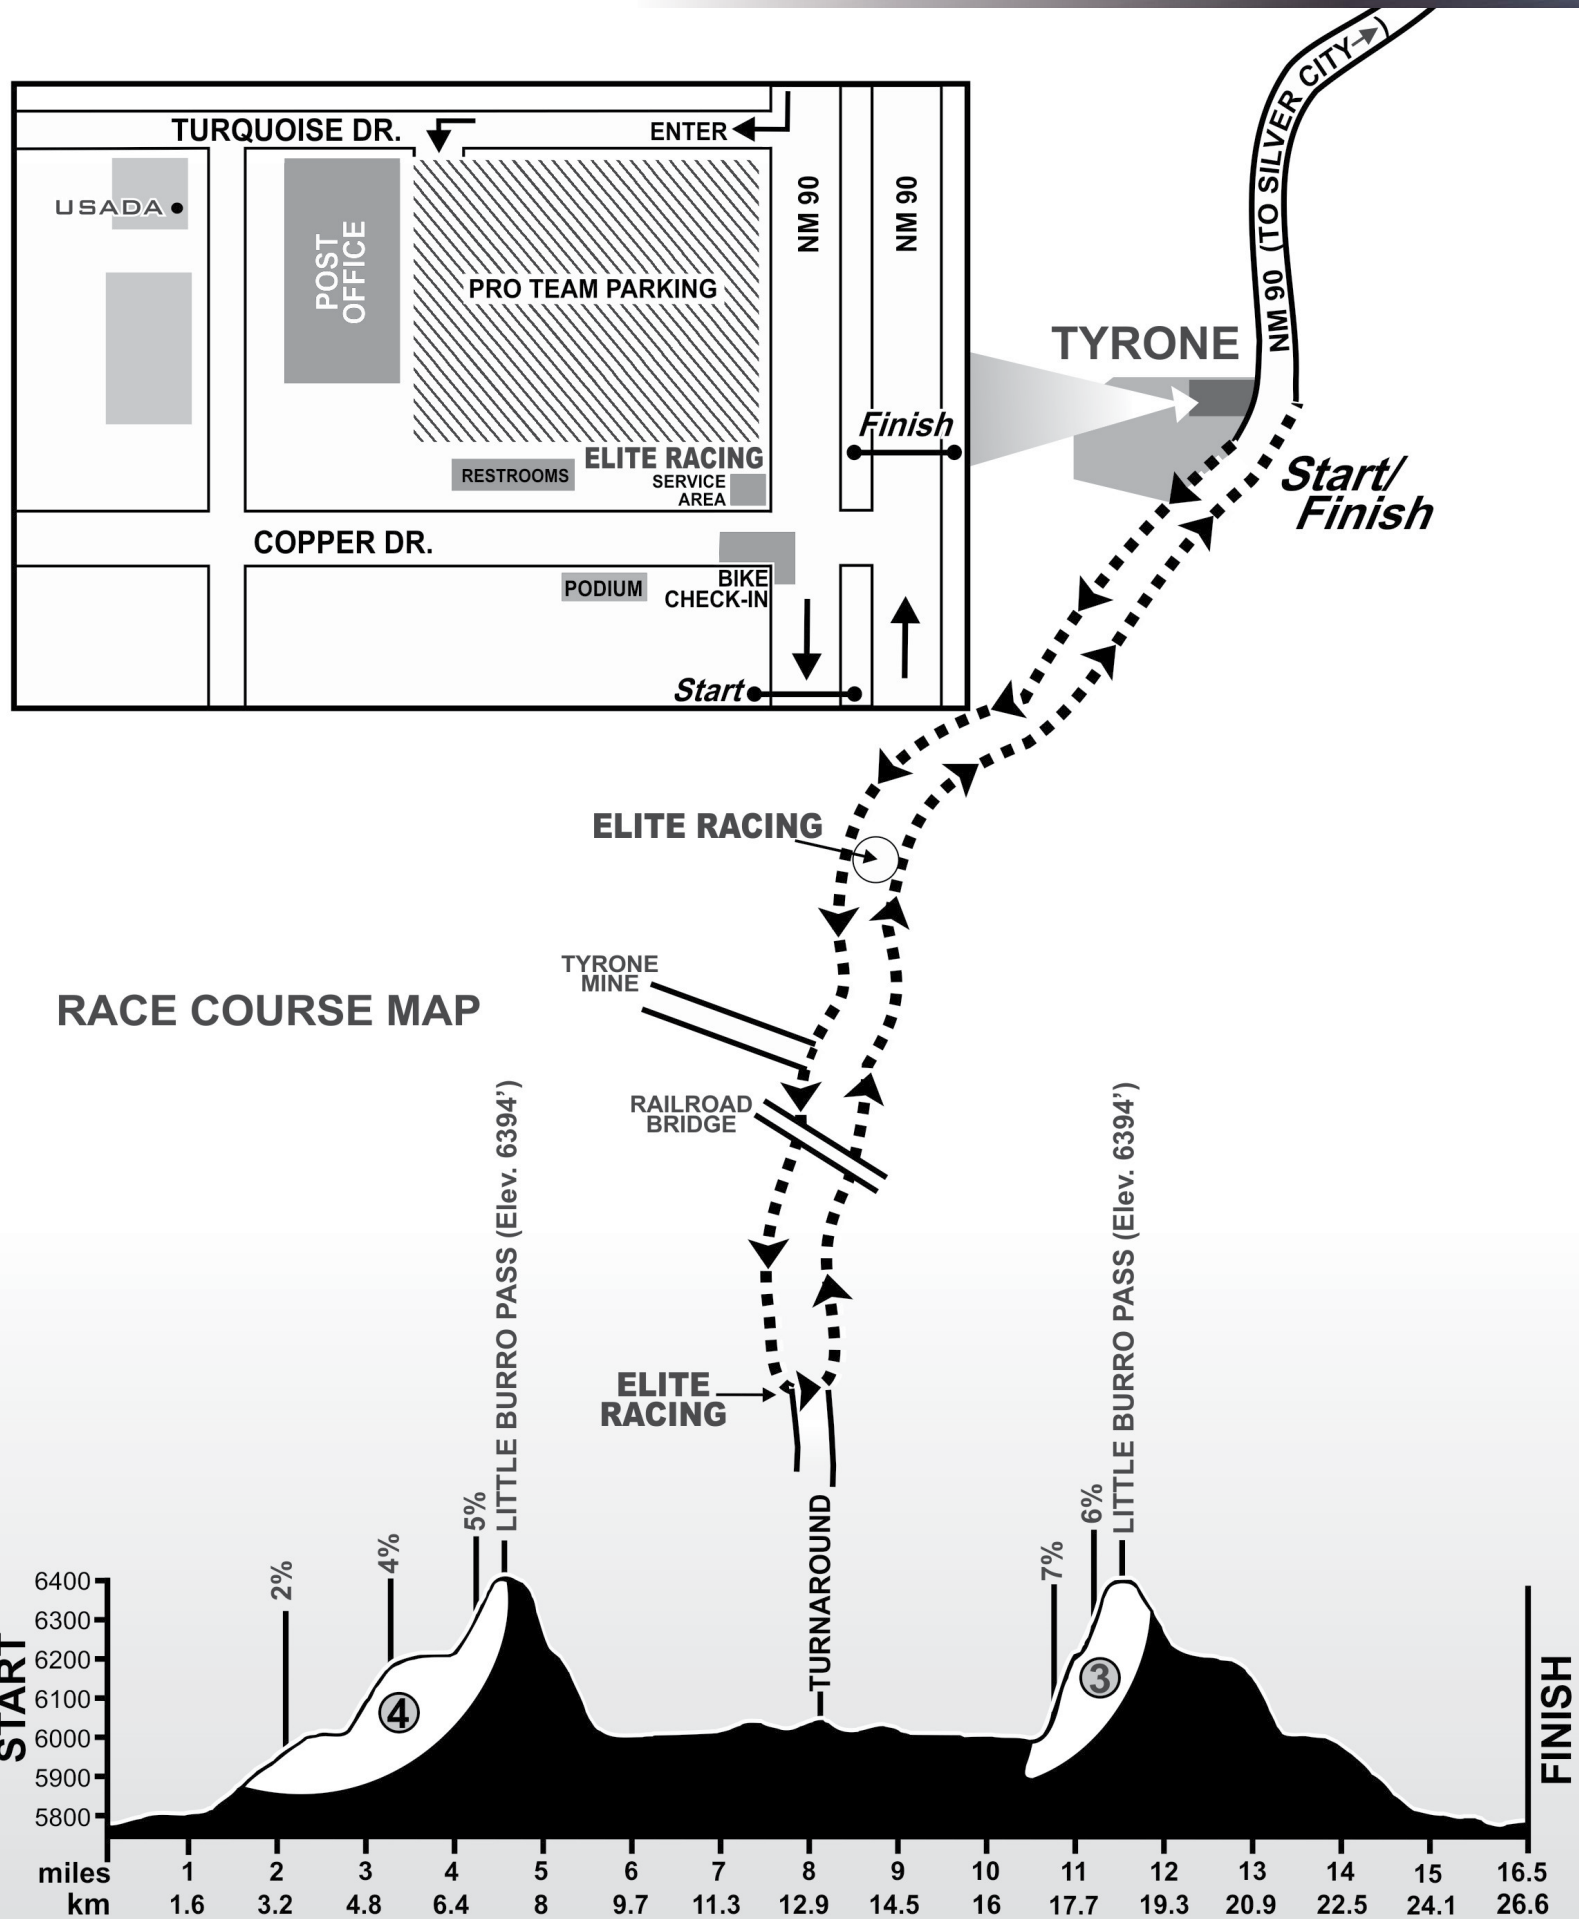 NM 90 (TO SILVER CITY )
TURQUOISE DR.
ENTER
USADA
POST
OFFICE
PRO TEAM PARKING
NM 90
NM 90
Finish
RESTROOMS
ELITE RACING
SERVICE
AREA
COPPER DR.
PODIUM
BIKE
CHECK-IN
Start
TYRONE
Start/
Finish
ELITE RACING
TYRONE
MINE
RACE COURSE MAP
RAILROAD
BRIDGE
ELITE
RACING
TURNAROUND
2%
4%
5%
LITTLE BURRO PASS (Elev. 6394’)
7%
6%
LITTLE BURRO PASS (Elev. 6394’)
6400
6300
6200
6100
6000
5900
5800
START
4
3
FINISH
miles 1 2 3 4 5 6 7 8 9 10 11 12 13 14 15 16.5
km 1.6 3.2 4.8 6.4 8 9.7 11.3 12.9 14.5 16 17.7 19.3 20.9 22.5 24.1 26.6